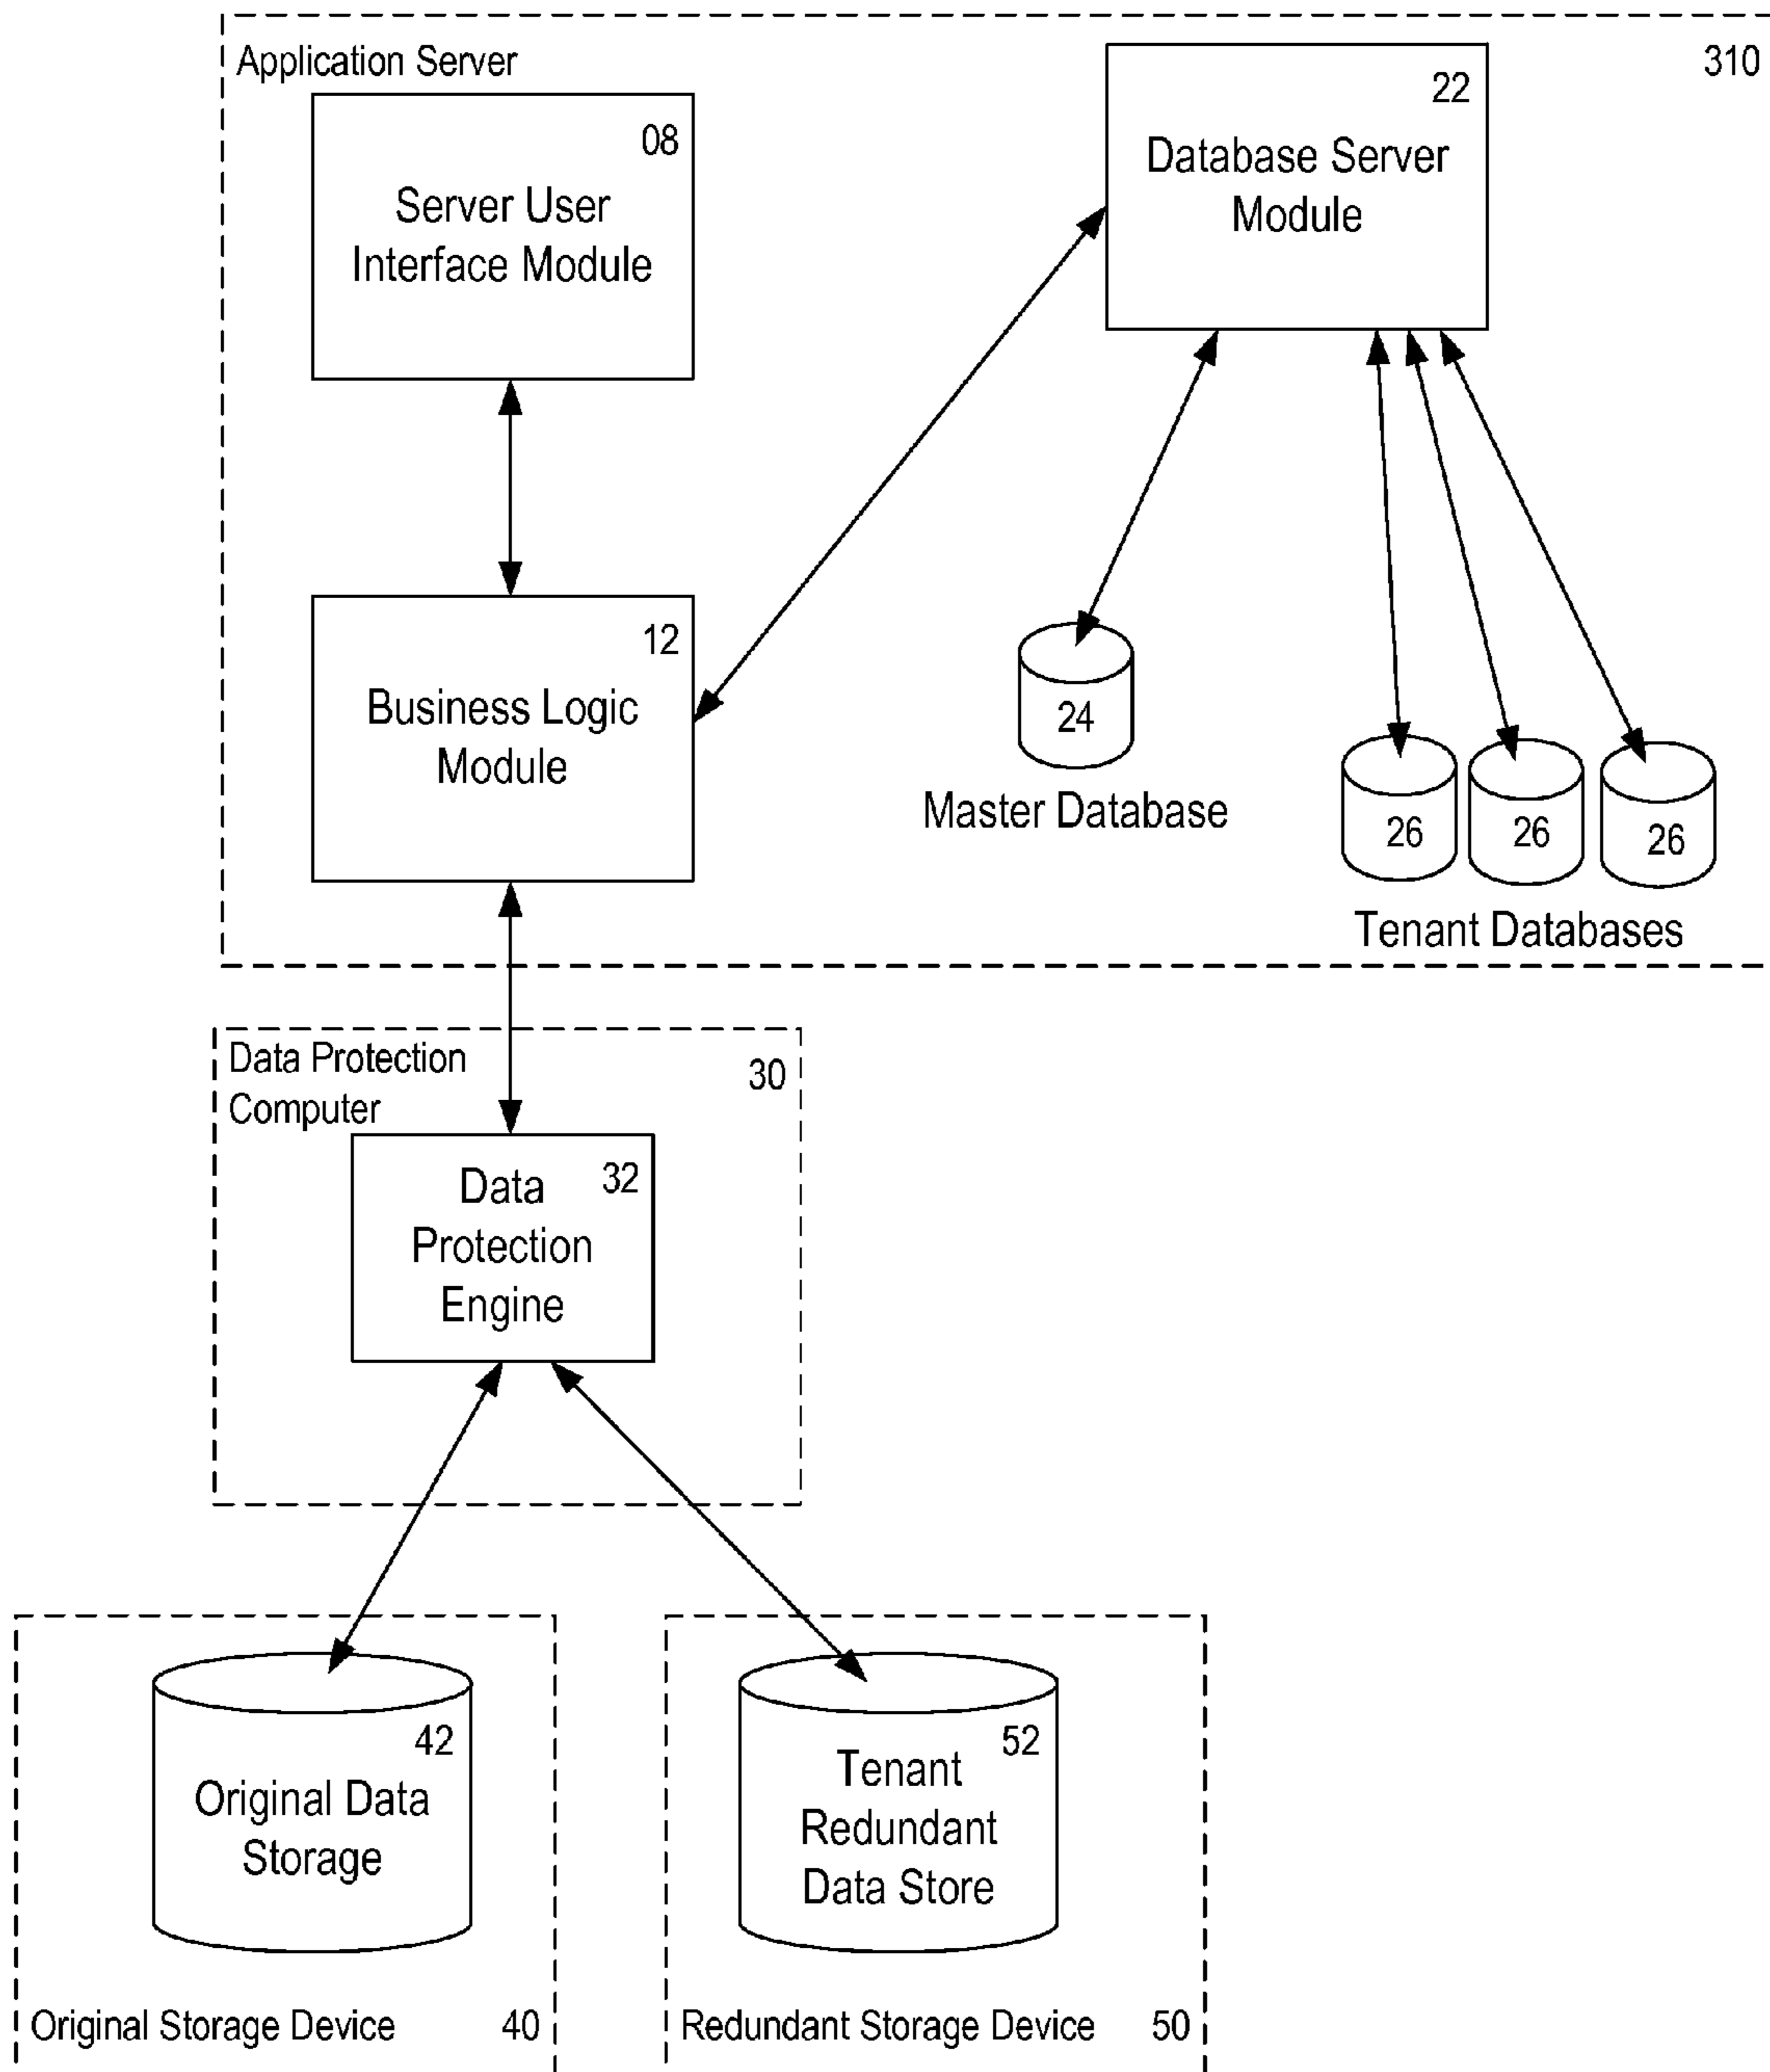 Application Server
310
08
Server User
Interface Module
22
Database Server
Module
12
Business Logic
Module
24
Master Database
26
26
26
Tenant Databases
Data Protection
Computer
30
32
Data
Protection
Engine
42
Original Data
Storage
52
Tenant
Redundant
Data Store
Original Storage Device
40
Redundant Storage Device
50